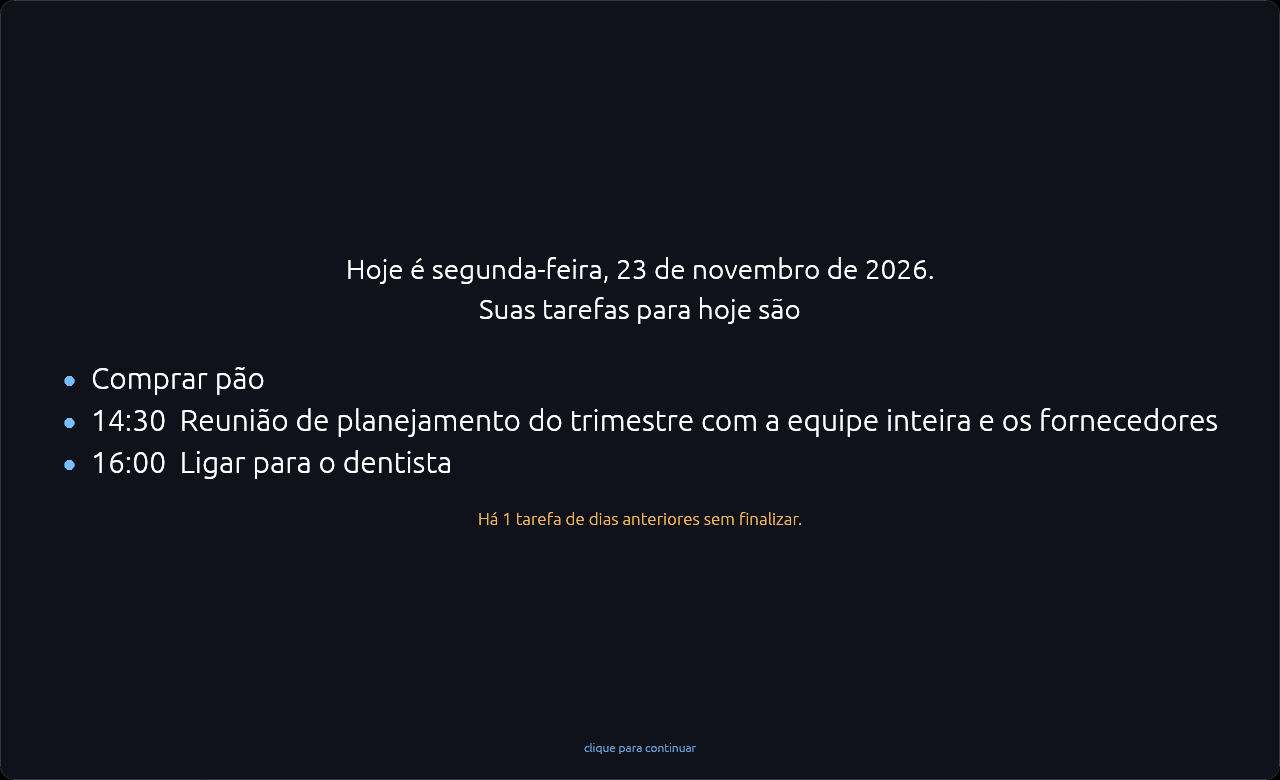 Hoje é segunda-feira, 23 de novembro de 2026.
Suas tarefas para hoje são
• Comprar pão
• 14:30 Reunião de planejamento do trimestre com a equipe inteira e os fornecedores
• 16:00 Ligar para o dentista
Há 1 tarefa de dias anteriores sem finalizar.
clique para continuar